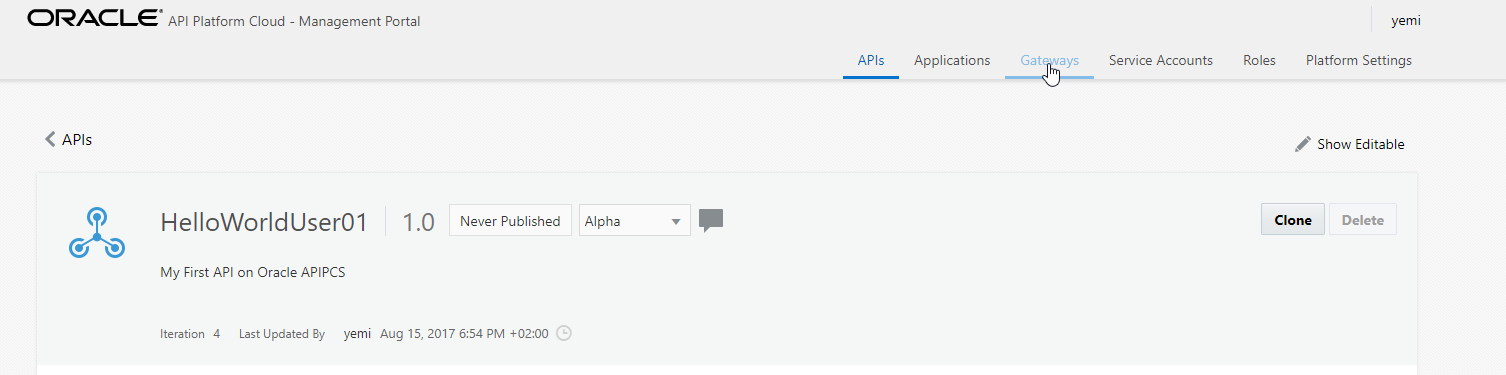 ORACLE® API Platform Cloud - Management Portal
yemi
APIs Applications Gateways Service Accounts Roles Platform Settings
APIs
Show Editable
HelloWorldUser01 1.0 Never Published Alpha
Clone Delete
My First API on Oracle APIPCS
Iteration 4 Last Updated By yemi Aug 15, 2017 6:54 PM +02:00